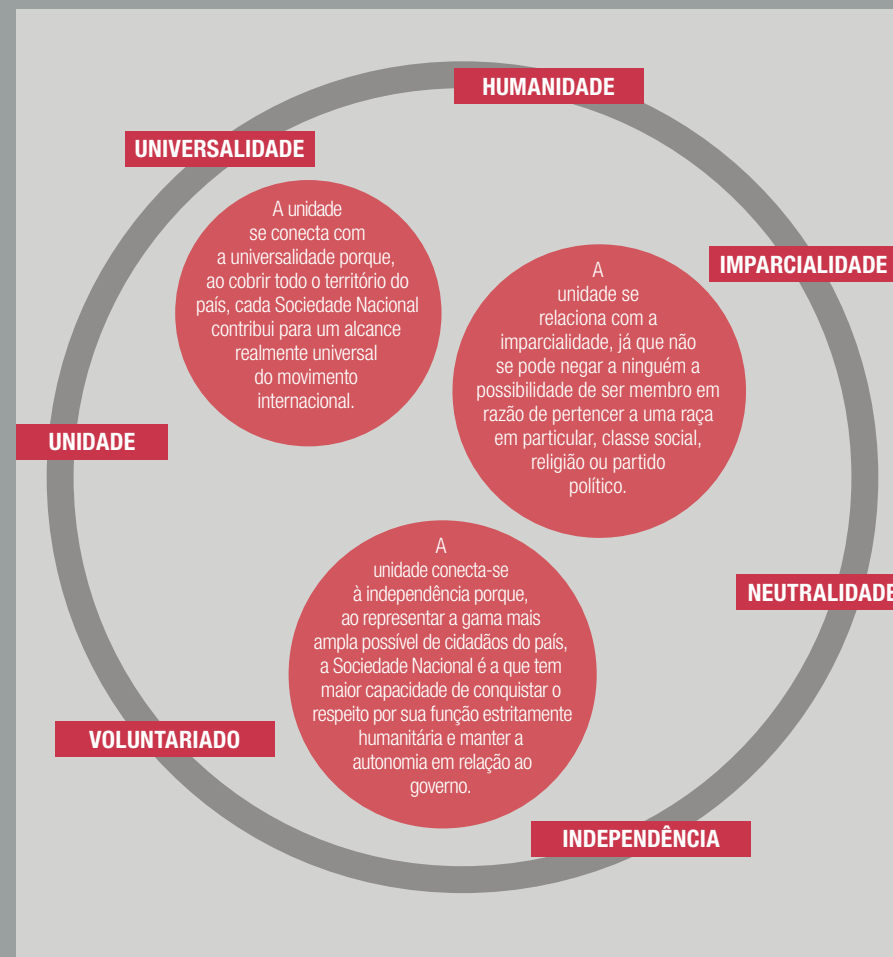 HUMANIDADE
UNIVERSALIDADE
A unidade
se conecta com
a universalidade porque,
ao cobrir todo o território do
país, cada Sociedade Nacional
contribui para um alcance
realmente universal
do movimento
internacional.
IMPARCIALIDADE
A
unidade se
relaciona com a
imparcialidade, já que não
se pode negar a ninguém a
possibilidade de ser membro em
razão de pertencer a uma raça
em particular, classe social,
religião ou partido
político.
UNIDADE
A
unidade conecta-se
à independência porque,
ao representar a gama mais
ampla possível de cidadãos do país,
a Sociedade Nacional é a que tem
maior capacidade de conquistar o
respeito por sua função estritamente
humanitária e manter a
autonomia em relação ao
governo.
NEUTRALIDADE
VOLUNTARIADO
INDEPENDÊNCIA